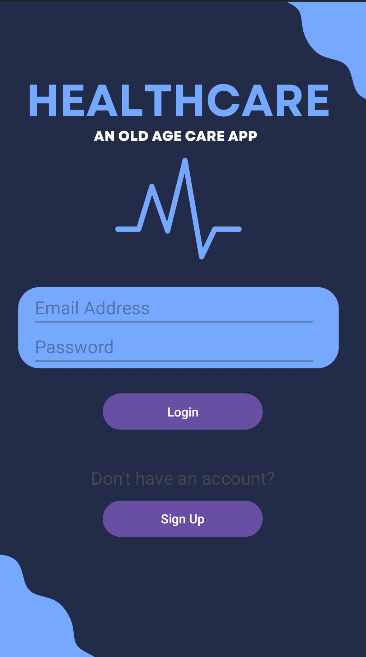 HEALTHCARE
AN OLD AGE CARE APP
Email Address
Password
Login
Don't have an account?
Sign Up